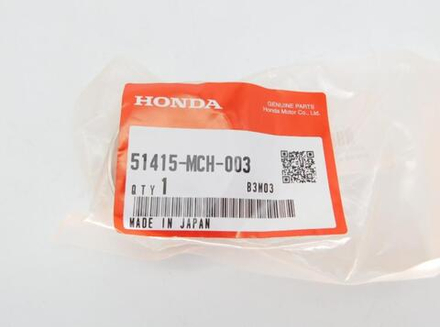 HONDA
GENUINE PARTS
Honda Motor Co., Ltd.
51415-MCH-003
QTY 1
B3M03
MADE IN JAPAN